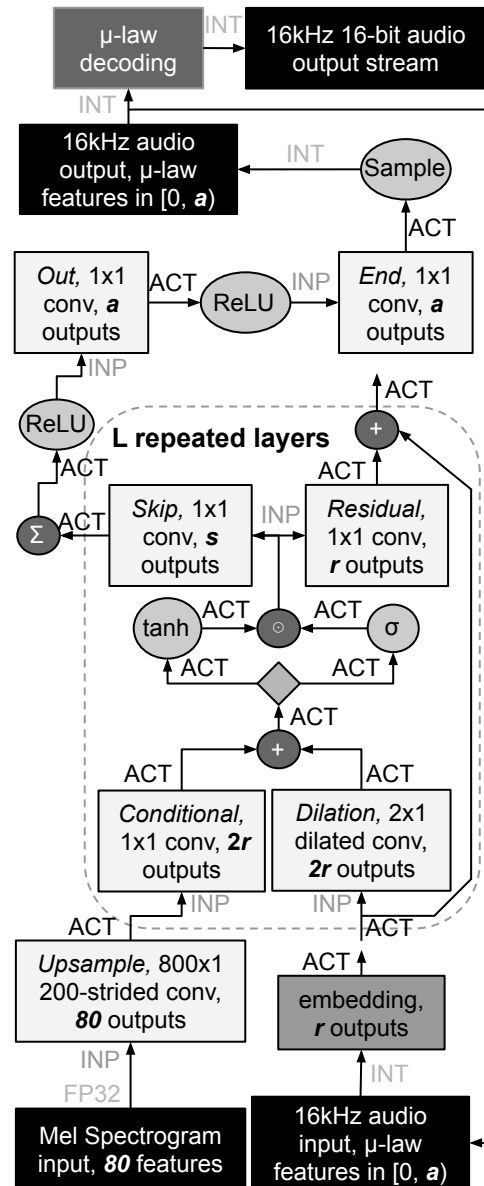 µ-law
decoding
INT
16kHz 16-bit audio
output stream
INT
16kHz audio
output, µ-law
features in [0, a)
INT
Sample
ACT
Out, 1x1
conv, a
outputs
ACT
ReLU
INP
End, 1x1
conv, a
outputs
INP
ACT
ReLU
L repeated layers
+
ACT
ACT
Σ
ACT
Skip, 1x1
conv, s
outputs
INP
Residual,
1x1 conv,
r outputs
tanh
ACT
⊙
ACT
σ
ACT
ACT
ACT
+
ACT
ACT
Conditional,
1x1 conv, 2r
outputs
Dilation, 2x1
dilated conv,
2r outputs
INP
INP
ACT
ACT
Upsample, 800x1
200-strided conv,
80 outputs
ACT
embedding,
r outputs
INP
FP32
INT
Mel Spectrogram
input, 80 features
16kHz audio
input, µ-law
features in [0, a)